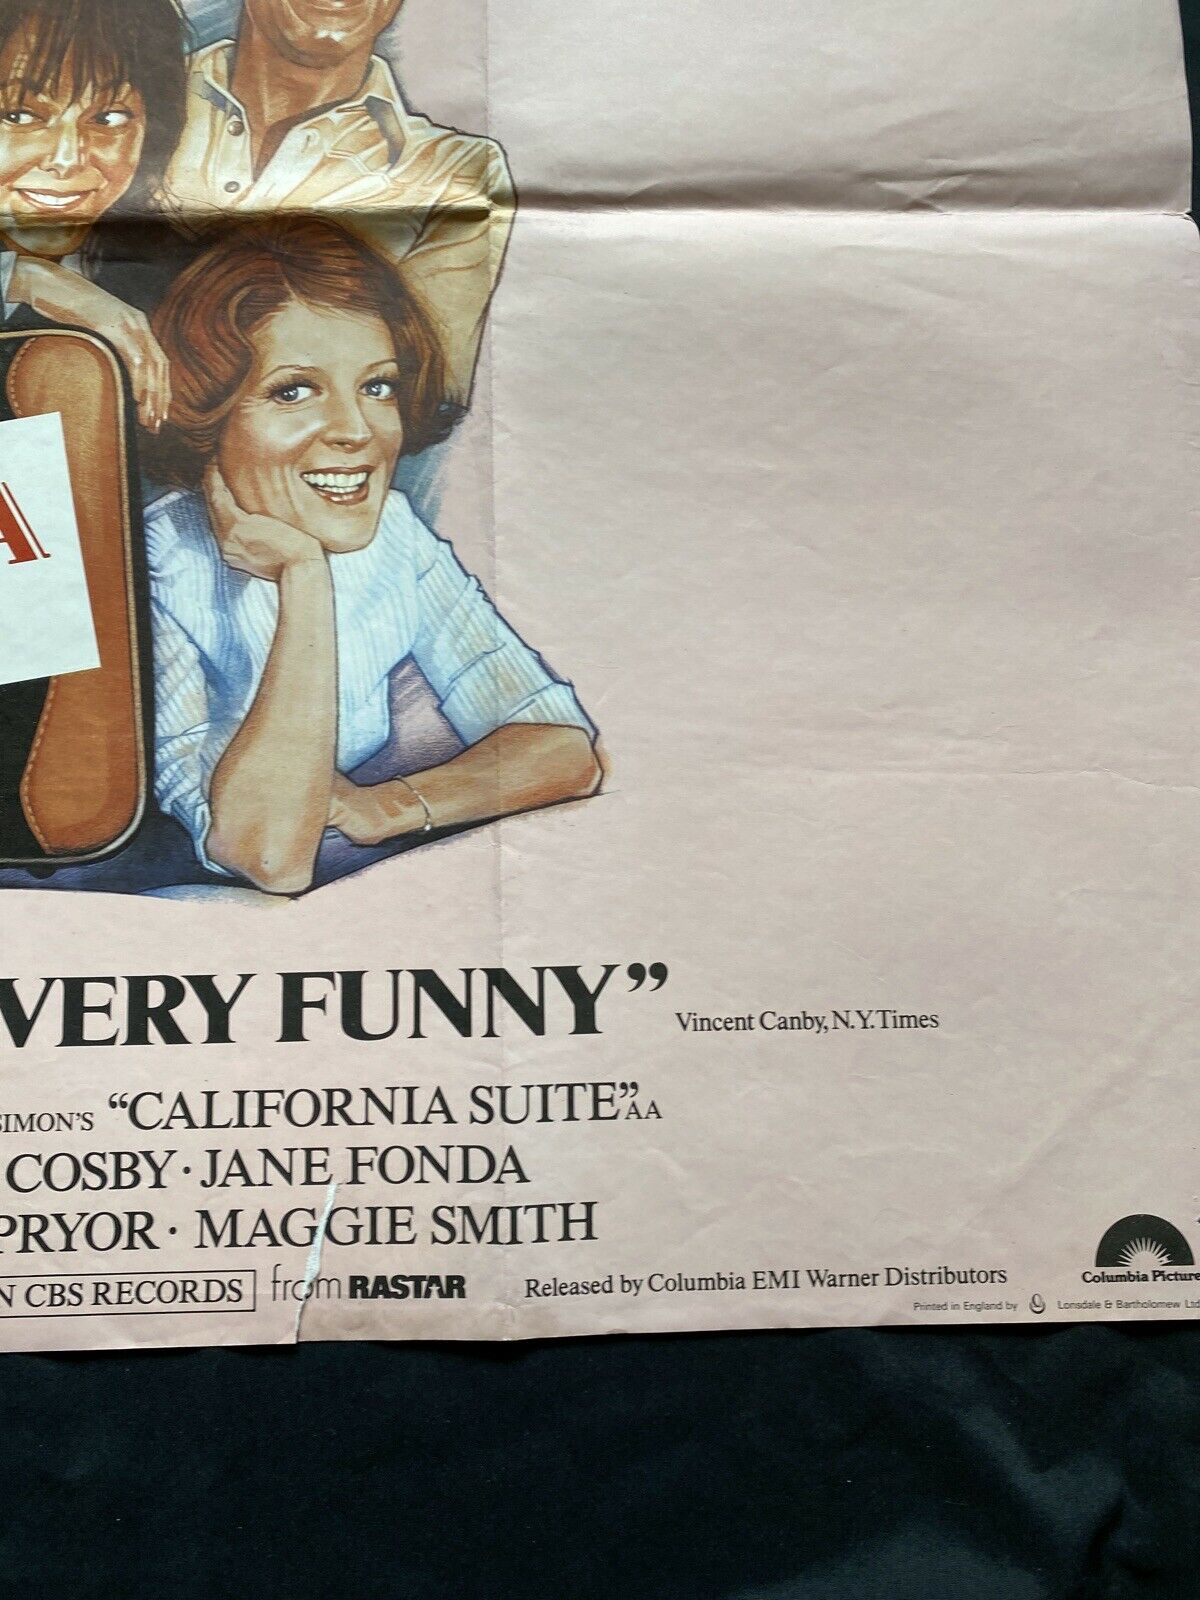 A
VERY FUNNY” Vincent Canby, N.Y. Times
SIMON'S “CALIFORNIA SUITE” AA
COSBY · JANE FONDA
PRYOR · MAGGIE SMITH
N CBS RECORDS from RASTAR Released by Columbia EMI Warner Distributors
Columbia Picture
Printed in England by Lonsdale & Bartholomew Ltd